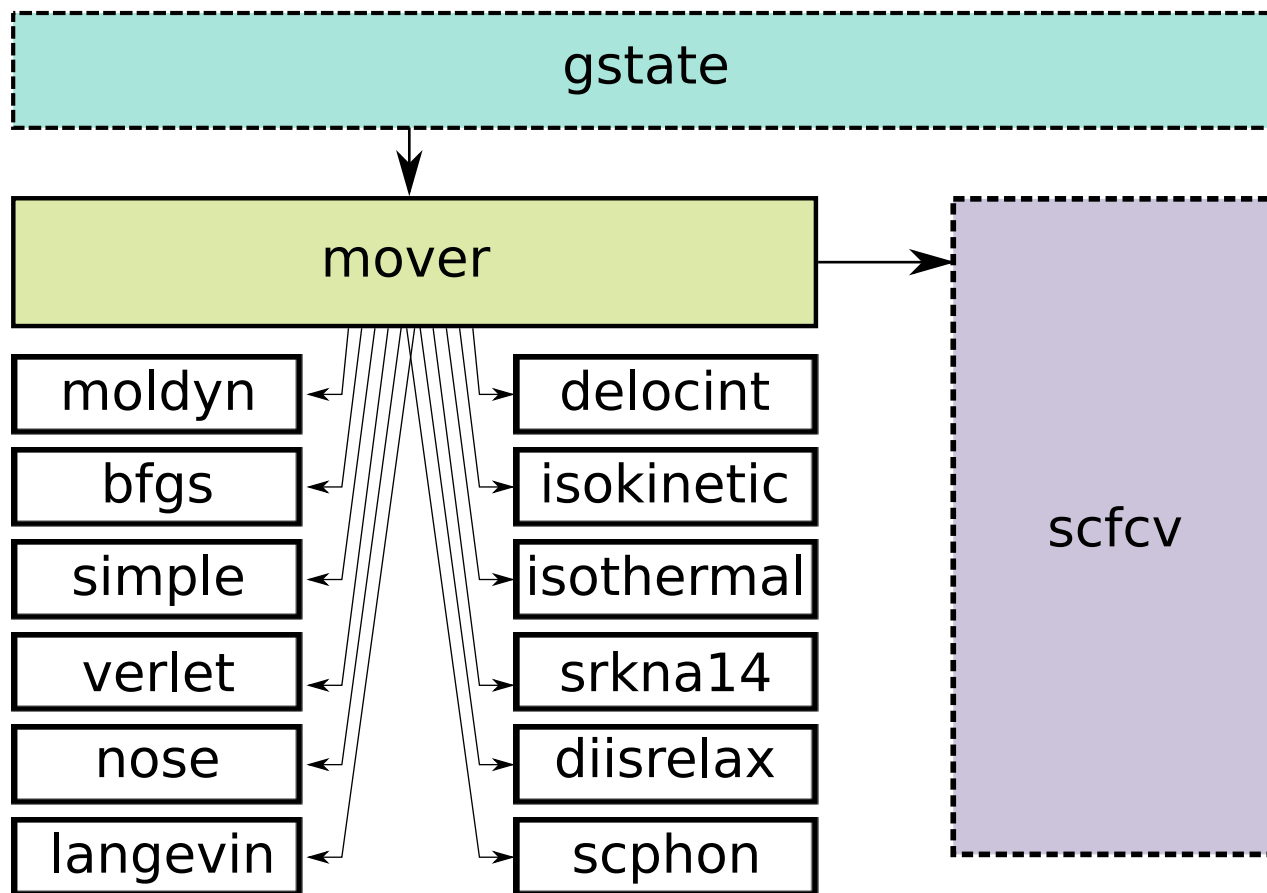 gstate
mover
scfcv
moldyn
delocint
bfgs
isokinetic
simple
isothermal
verlet
srkna14
nose
diisrelax
langevin
scphon